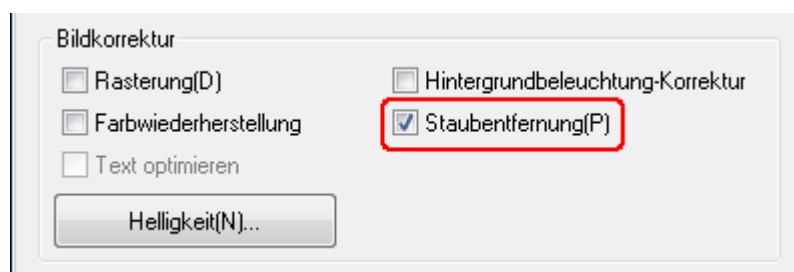 Bildkorrektur
Rasterung(D) Hintergrundbeleuchtung-Korrektur
Farbwiederherstellung Staubentfernung(P)
Text optimieren
Helligkeit(N)...